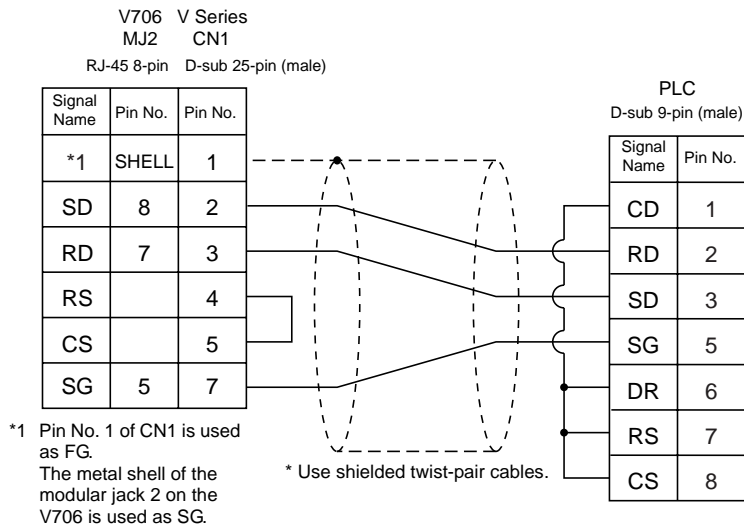 V706 V Series
MJ2 CN1
RJ-45 8-pin D-sub 25-pin (male)
Signal Name Pin No. Pin No.
*1 SHELL 1
SD 8 2
RD 7 3
RS 4
CS 5
SG 5 7
*1 Pin No. 1 of CN1 is used
as FG.
The metal shell of the
modular jack 2 on the
V706 is used as SG.
* Use shielded twist-pair cables.
PLC
D-sub 9-pin (male)
Signal Name Pin No.
CD 1
RD 2
SD 3
SG 5
DR 6
RS 7
CS 8